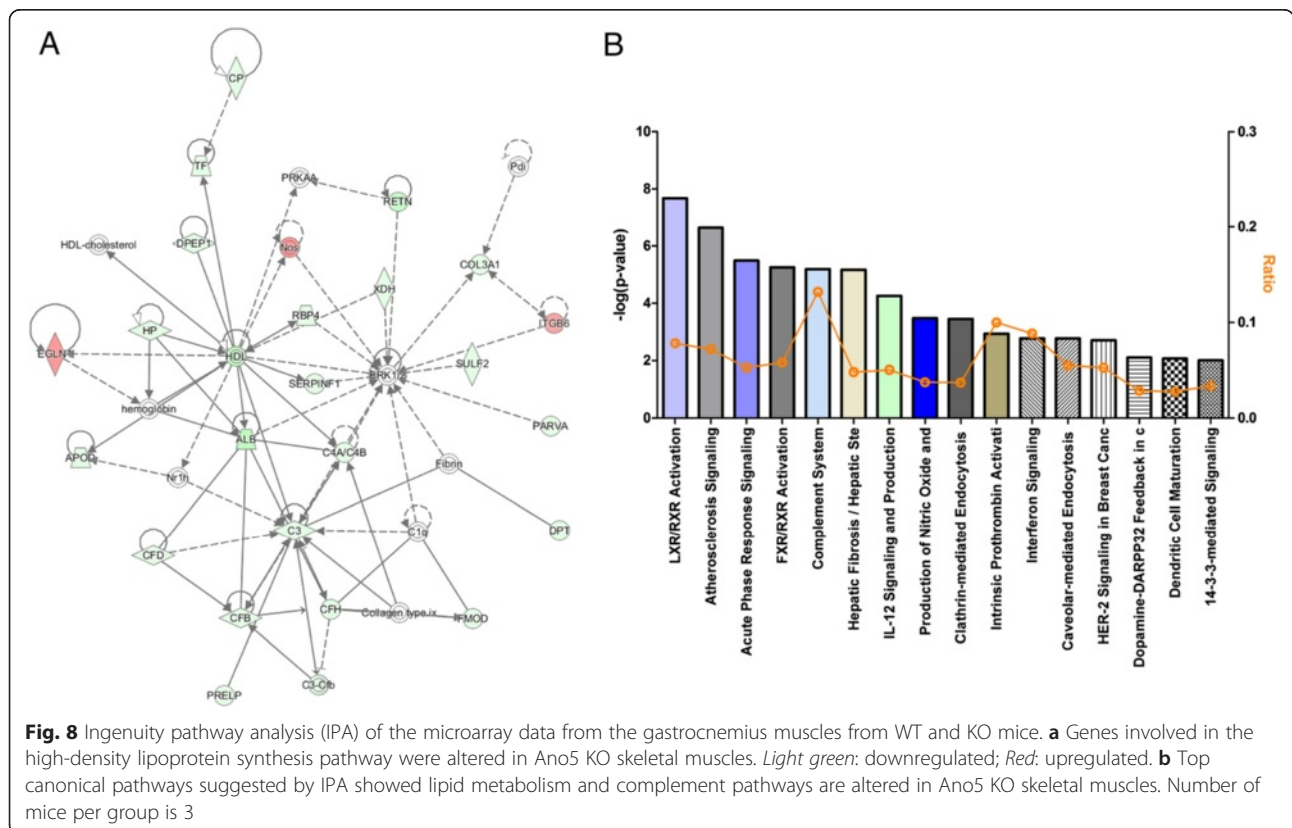 A
B
CP
TF
PRKAA
Pdi
RETN
HDL-cholesterol
DPEP1
Nos
COL3A1
XDH
HP
RBP4
ITGB6
EGLN
HDL
ERK1/2
SULF2
SERPINF1
hemoglobin
PARVA
ALB
APOD
C4A/C4B
Nr1h
Fibrin
C3
C1q
DPT
CFD
CFB
CFH
Collagen type ix
FMOD
PRELP
C3-Cfb
-log(p-value)
10
8
6
4
2
0
0.3
0.2
0.1
0.0
Ratio
LXR/RXR Activation
Atherosclerosis Signaling
Acute Phase Response Signaling
FXR/RXR Activation
Complement System
Hepatic Fibrosis / Hepatic Ste
IL-12 Signaling and Production
Production of Nitric Oxide and
Clathrin-mediated Endocytosis
Intrinsic Prothrombin Activati
Interferon Signaling
Caveolar-mediated Endocytosis
HER-2 Signaling in Breast Canc
Dopamine-DARPP32 Feedback in c
Dendritic Cell Maturation
14-3-3-mediated Signaling
Fig. 8 Ingenuity pathway analysis (IPA) of the microarray data from the gastrocnemius muscles from WT and KO mice. a Genes involved in the
high-density lipoprotein synthesis pathway were altered in Ano5 KO skeletal muscles. Light green: downregulated; Red: upregulated. b Top
canonical pathways suggested by IPA showed lipid metabolism and complement pathways are altered in Ano5 KO skeletal muscles. Number of
mice per group is 3